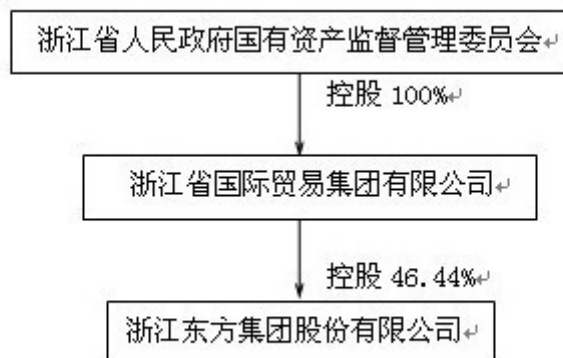 浙江省人民政府国有资产监督管理委员会↵
控股 100%↵
浙江省国际贸易集团有限公司↵
控股 46.44%↵
浙江东方集团股份有限公司↵